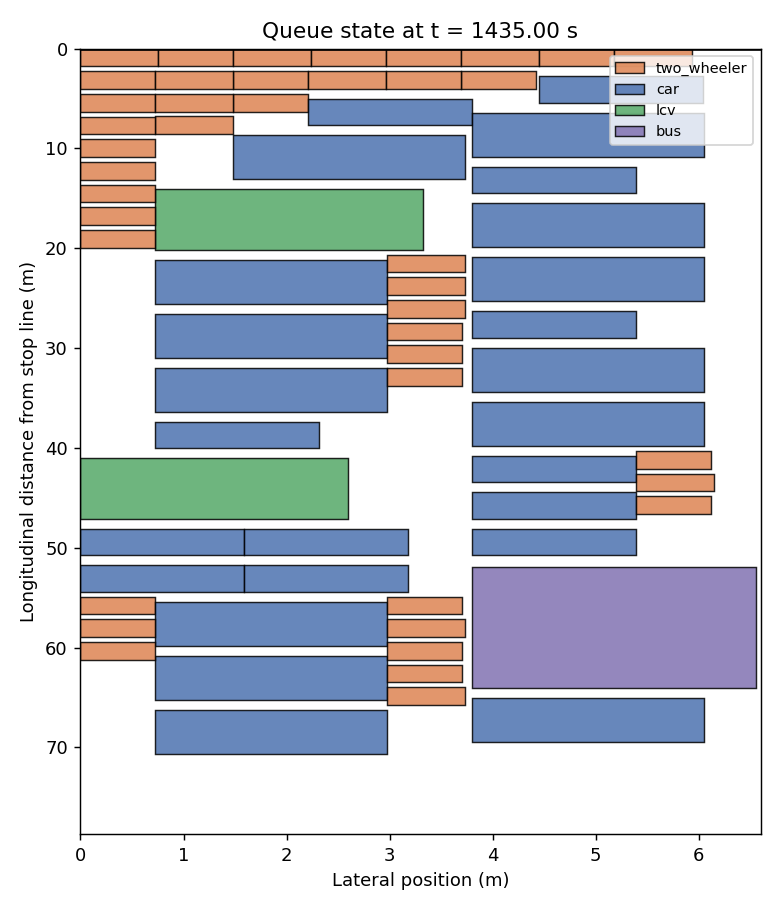 Queue state at t = 1435.00 s
two_wheeler
car
lcv
bus
0
10
20
30
40
50
60
70
Longitudinal distance from stop line (m)
0 1 2 3 4 5 6
Lateral position (m)